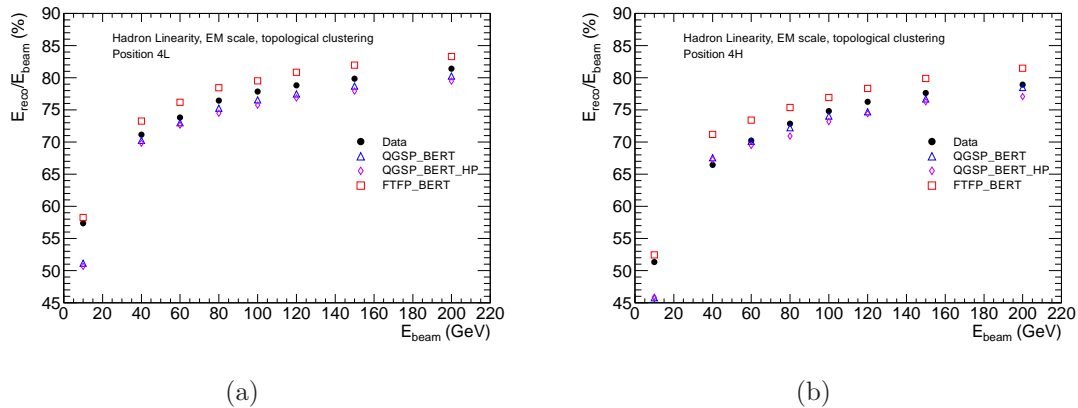 E_reco/E_beam (%)
90
85
80
75
70
65
60
55
50
45
Hadron Linearity, EM scale, topological clustering
Position 4L
Data
QGSP_BERT
QGSP_BERT_HP
FTFP_BERT
0 20 40 60 80 100 120 140 160 180 200 220
E_beam (GeV)
(a)
E_reco/E_beam (%)
90
85
80
75
70
65
60
55
50
45
Hadron Linearity, EM scale, topological clustering
Position 4H
Data
QGSP_BERT
QGSP_BERT_HP
FTFP_BERT
0 20 40 60 80 100 120 140 160 180 200 220
E_beam (GeV)
(b)